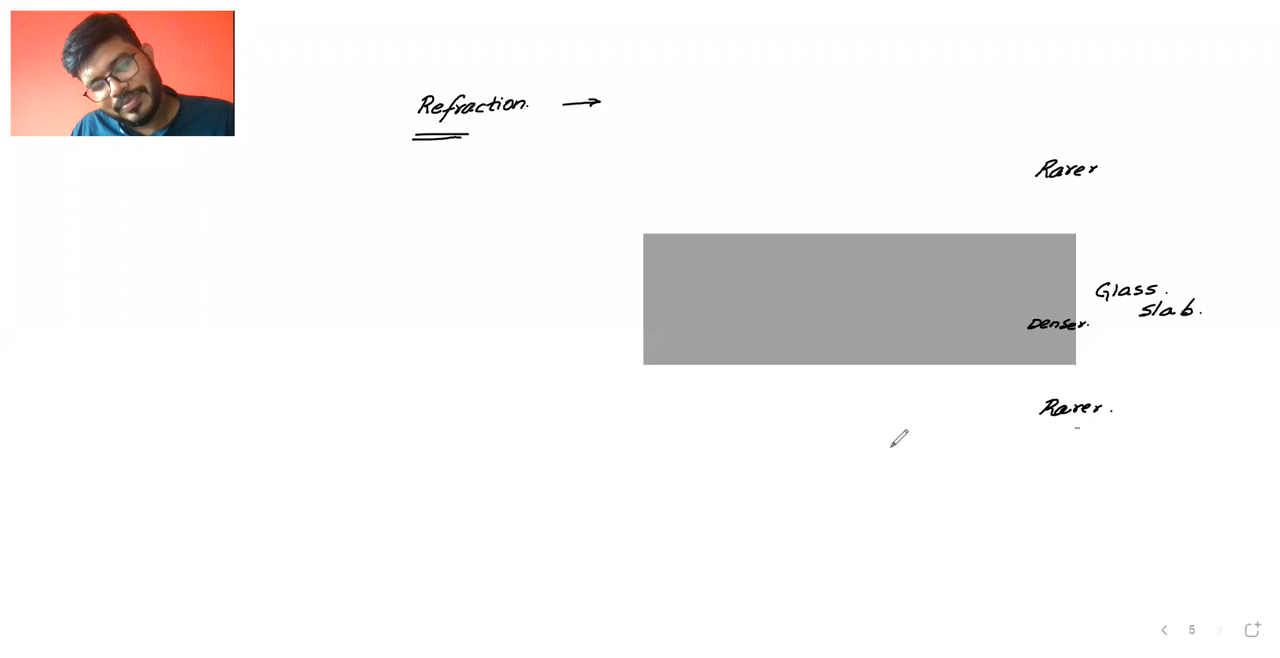 Refraction. →
Rarer
Glass.
slab.
Denser.
Rarer.
5